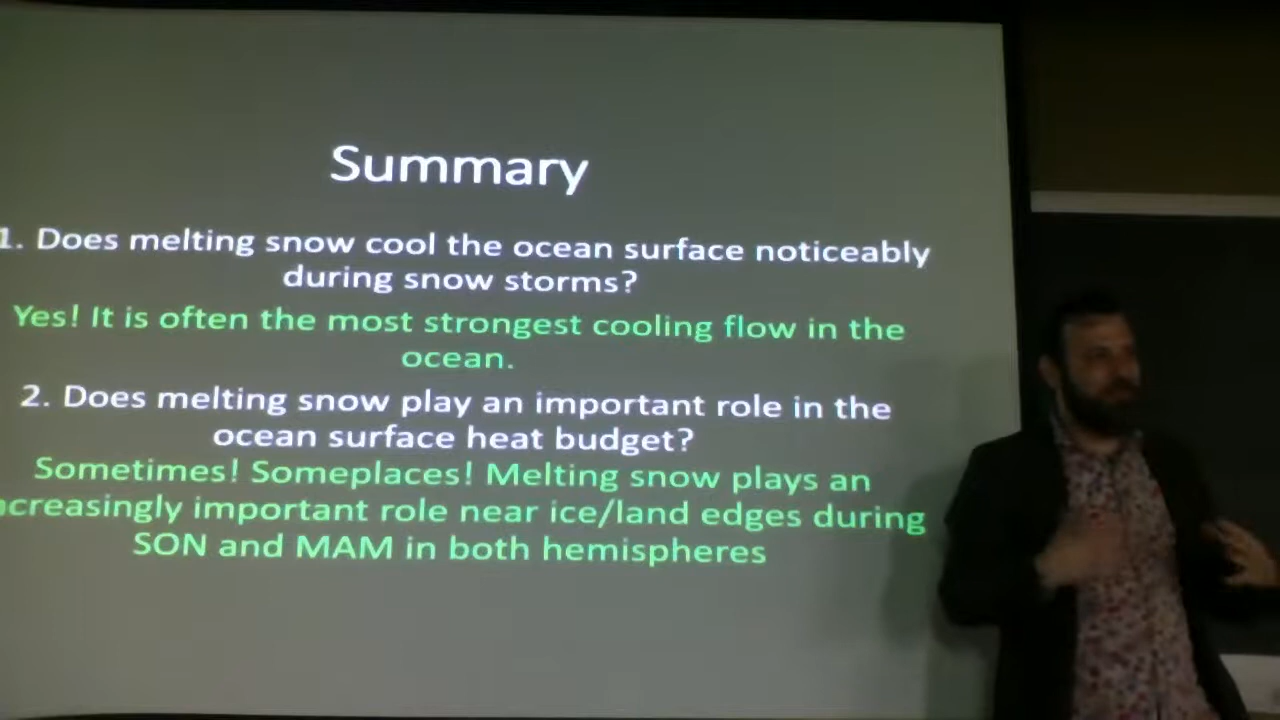 Summary
1. Does melting snow cool the ocean surface noticeably
during snow storms?
Yes! It is often the most strongest cooling flow in the
ocean.
2. Does melting snow play an important role in the
ocean surface heat budget?
Sometimes! Someplaces! Melting snow plays an
ncreasingly important role near ice/land edges during
SON and MAM in both hemispheres